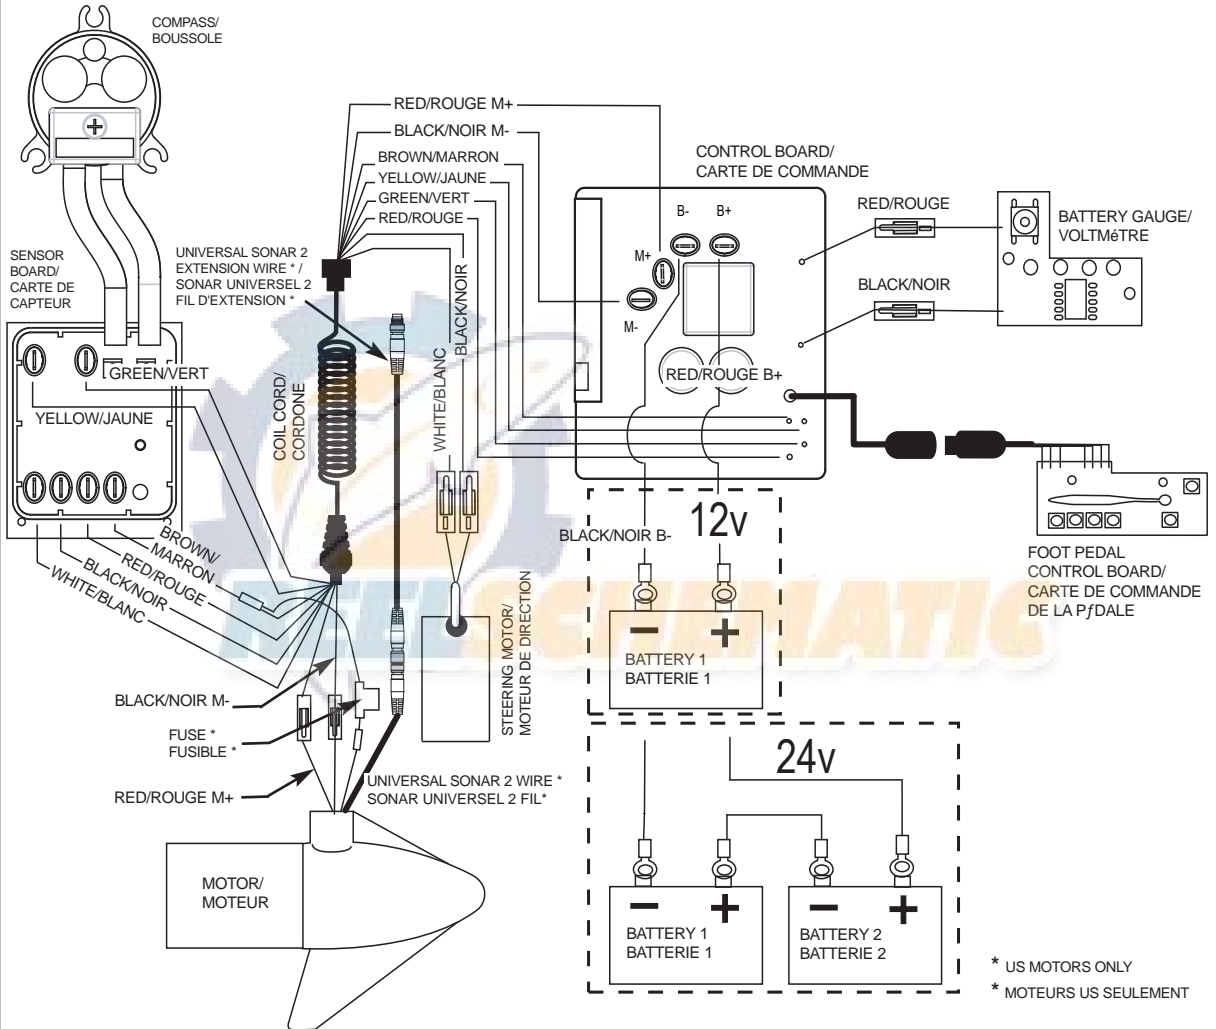 COMPASS/
BOUSSOLE
RED/ROUGE M+
BLACK/NOIR M-
BROWN/MARRON
YELLOW/JAUNE
GREEN/VERT
RED/ROUGE
CONTROL BOARD/
CARTE DE COMMANDE
B-
B+
M+
M-
RED/ROUGE B+
RED/ROUGE
BLACK/NOIR
BATTERY GAUGE/
VOLTMéTRE
SENSOR
BOARD/
CARTE DE
CAPTEUR
UNIVERSAL SONAR 2
EXTENSION WIRE * /
SONAR UNIVERSEL 2
FIL D'EXTENSION *
BLACK/NOIR
WHITE/BLANC
GREEN/VERT
YELLOW/JAUNE
COIL CORD/
CORDONE
BROWN/
MARRON
RED/ROUGE
BLACK/NOIR
WHITE/BLANC
12v
BLACK/NOIR B-
FOOT PEDAL
CONTROL BOARD/
CARTE DE COMMANDE
DE LA PƒDALE
REELSCHEMATIC
STEERING MOTOR/
MOTEUR DE DIRECTION
BATTERY 1
BATTERIE 1
BLACK/NOIR M-
FUSE *
FUSIBLE *
RED/ROUGE M+
UNIVERSAL SONAR 2 WIRE *
SONAR UNIVERSEL 2 FIL*
24v
MOTOR/
MOTEUR
BATTERY 1
BATTERIE 1
BATTERY 2
BATTERIE 2
* US MOTORS ONLY
* MOTEURS US SEULEMENT